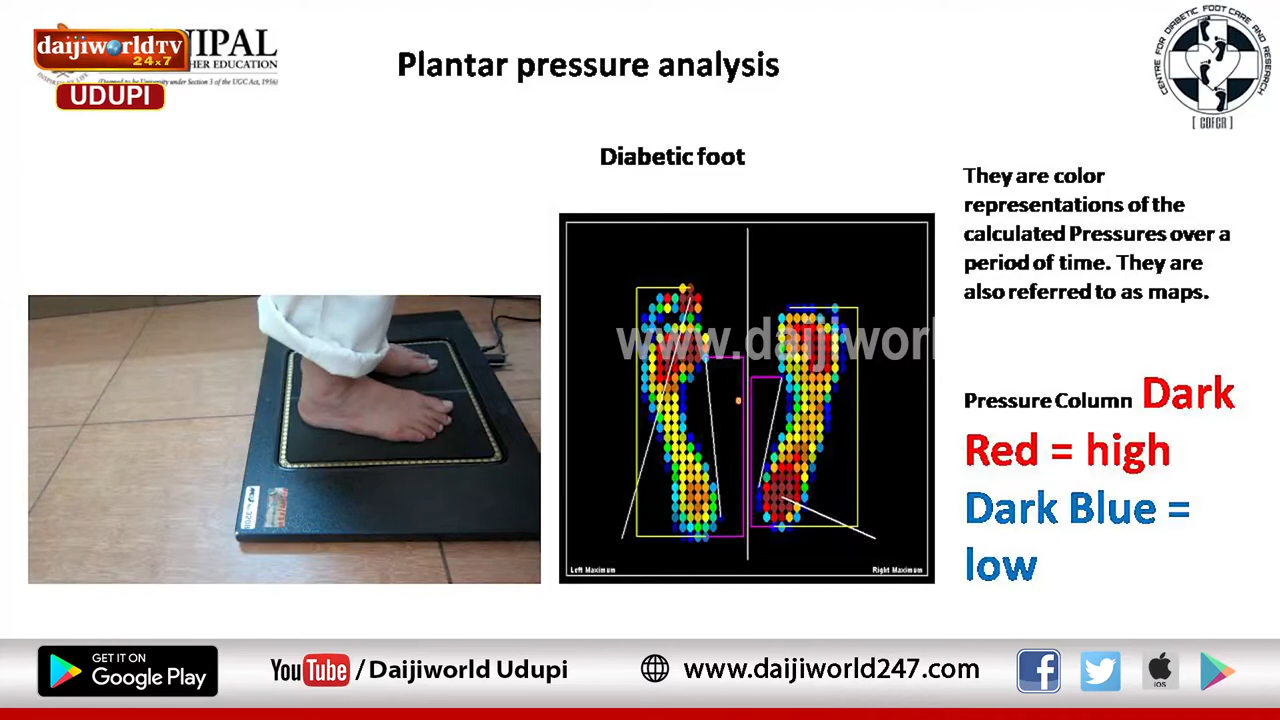 daijiworldTV
24x7
UDUPI
NIPAL
HER EDUCATION
(Deemed to be University under Section 3 of the UGC Act, 1956)
Plantar pressure analysis
CENTRE FOR DIABETIC FOOT CARE AND RESEARCH
[ CDFCR ]
Diabetic foot
They are color
representations of the
calculated Pressures over a
period of time. They are
also referred to as maps.
www.daijiworl
Pressure Column Dark
Red = high
Dark Blue =
low
Left Maximum
Right Maximum
GET IT ON
Google Play
YouTube / Daijiworld Udupi
www.daijiworld247.com
iOS